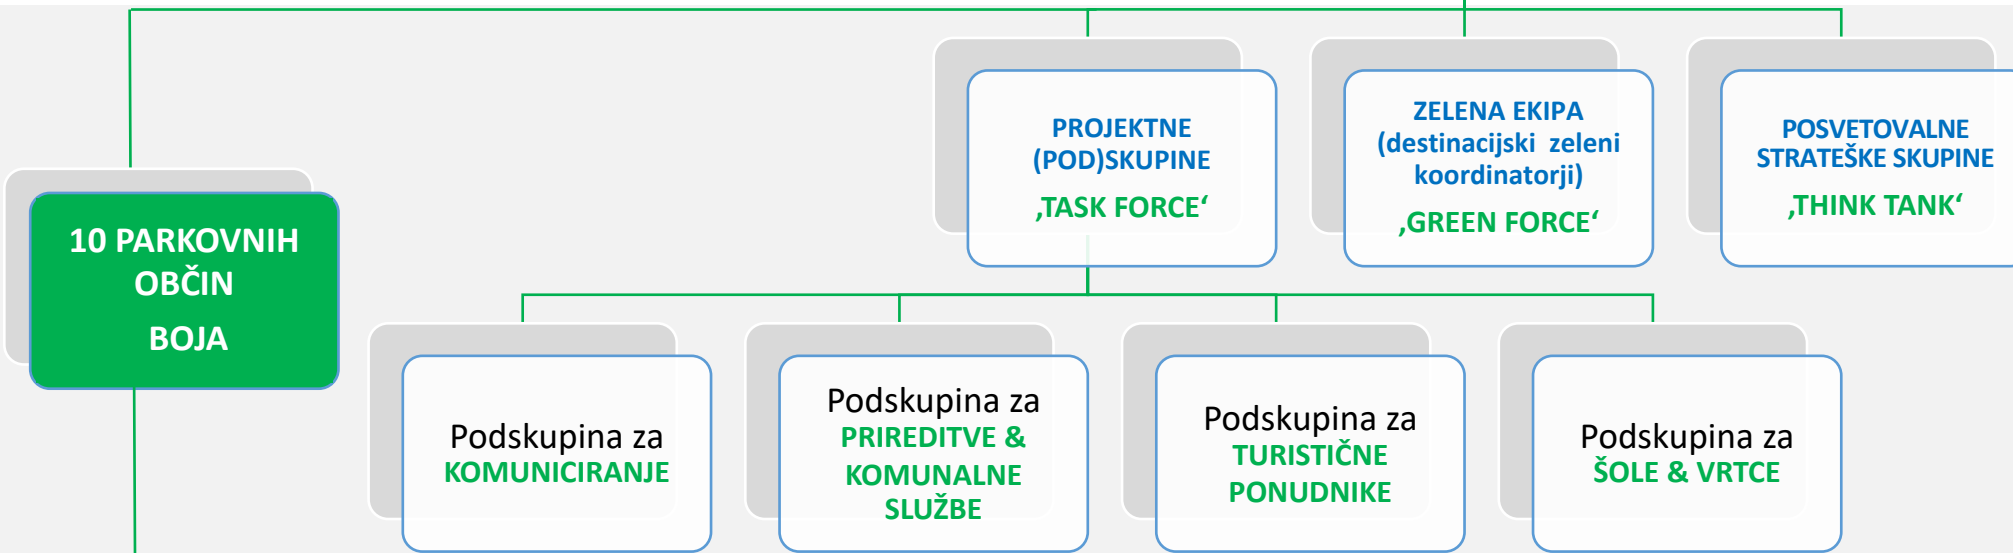 PROJEKTNE
(POD)SKUPINE
‚TASK FORCE‘
ZELENA EKIPA
(destinacijski zeleni
koordinatorji)
‚GREEN FORCE‘
POSVETOVALNE
STRATEŠKE SKUPINE
‚THINK TANK‘
10 PARKOVNIH
OBČIN
BOJA
Podskupina za
KOMUNICIRANJE
Podskupina za
PRIREDITVE &
KOMUNALNE
SLUŽBE
Podskupina za
TURISTIČNE
PONUDNIKE
Podskupina za
ŠOLE & VRTCE